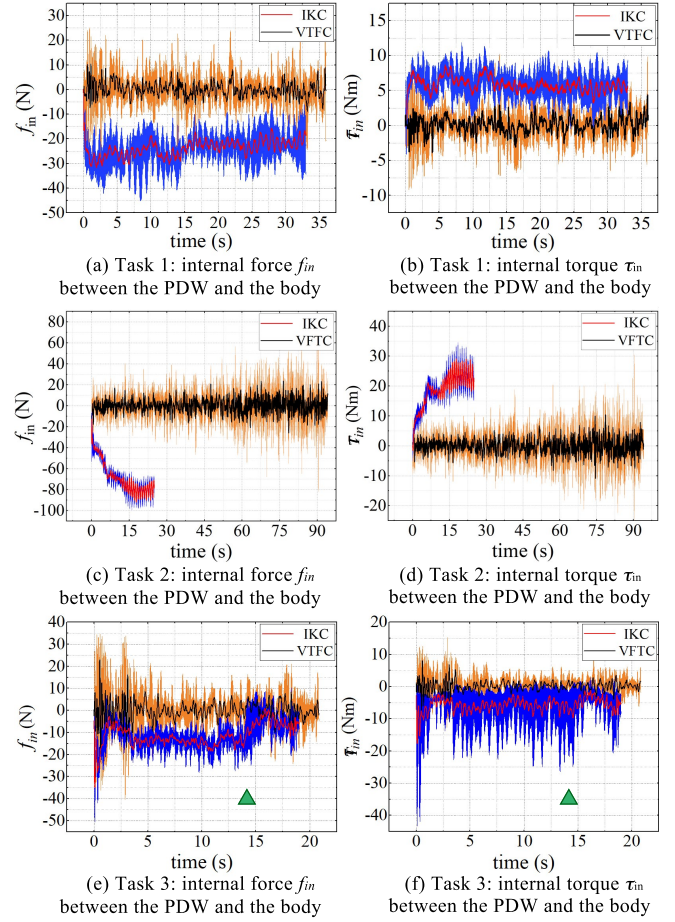 30
20
10
0
-10
-20
-30
-40
-50
0 5 10 15 20 25 30 35
f_in (N)
time (s)
IKC
VTFC
(a) Task 1: internal force f_in
between the PDW and the body
15
10
5
0
-5
-10
0 5 10 15 20 25 30 35
τ_in (Nm)
time (s)
IKC
VTFC
(b) Task 1: internal torque τ_in
between the PDW and the body
80
60
40
20
0
-20
-40
-60
-80
-100
0 15 30 45 60 75 90
f_in (N)
time (s)
IKC
VFTC
(c) Task 2: internal force f_in
between the PDW and the body
40
30
20
10
0
-10
-20
0 15 30 45 60 75 90
τ_in (Nm)
time (s)
IKC
VFTC
(d) Task 2: internal torque τ_in
between the PDW and the body
40
30
20
10
0
-10
-20
-30
-40
-50
0 5 10 15 20
f_in (N)
time (s)
IKC
VTFC
(e) Task 3: internal force f_in
between the PDW and the body
20
10
0
-10
-20
-30
-40
0 5 10 15 20
τ_in (Nm)
time (s)
IKC
VFTC
(f) Task 3: internal torque τ_in
between the PDW and the body